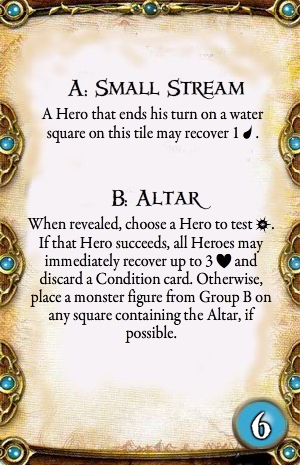 A: Small Stream
A Hero that ends his turn on a water
square on this tile may recover 1 .
B: Altar
When revealed, choose a Hero to test .
If that Hero succeeds, all Heroes may
immediately recover up to 3 and
discard a Condition card. Otherwise,
place a monster figure from Group B on
any square containing the Altar, if
possible.
6